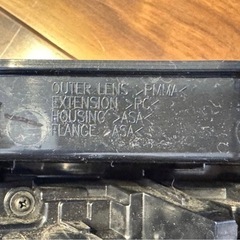 OUTER LENS >PMMA<
EXTENSION >PC<
HOUSING >ASA<
FLANGE >ASA<